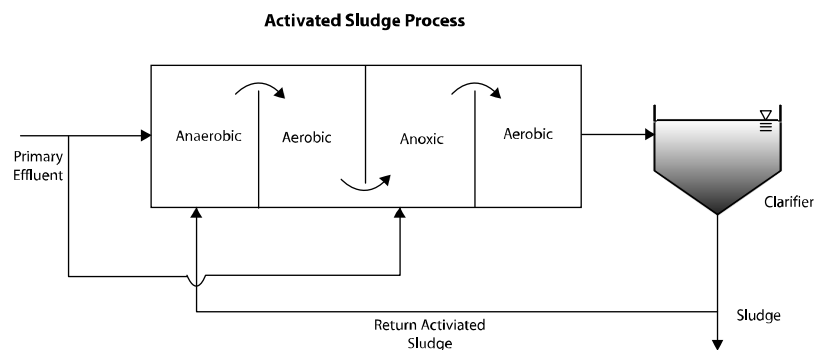 Activated Sludge Process
Anaerobic
Aerobic
Anoxic
Aerobic
Primary
Effluent
Clarifier
Sludge
Return Activiated
Sludge